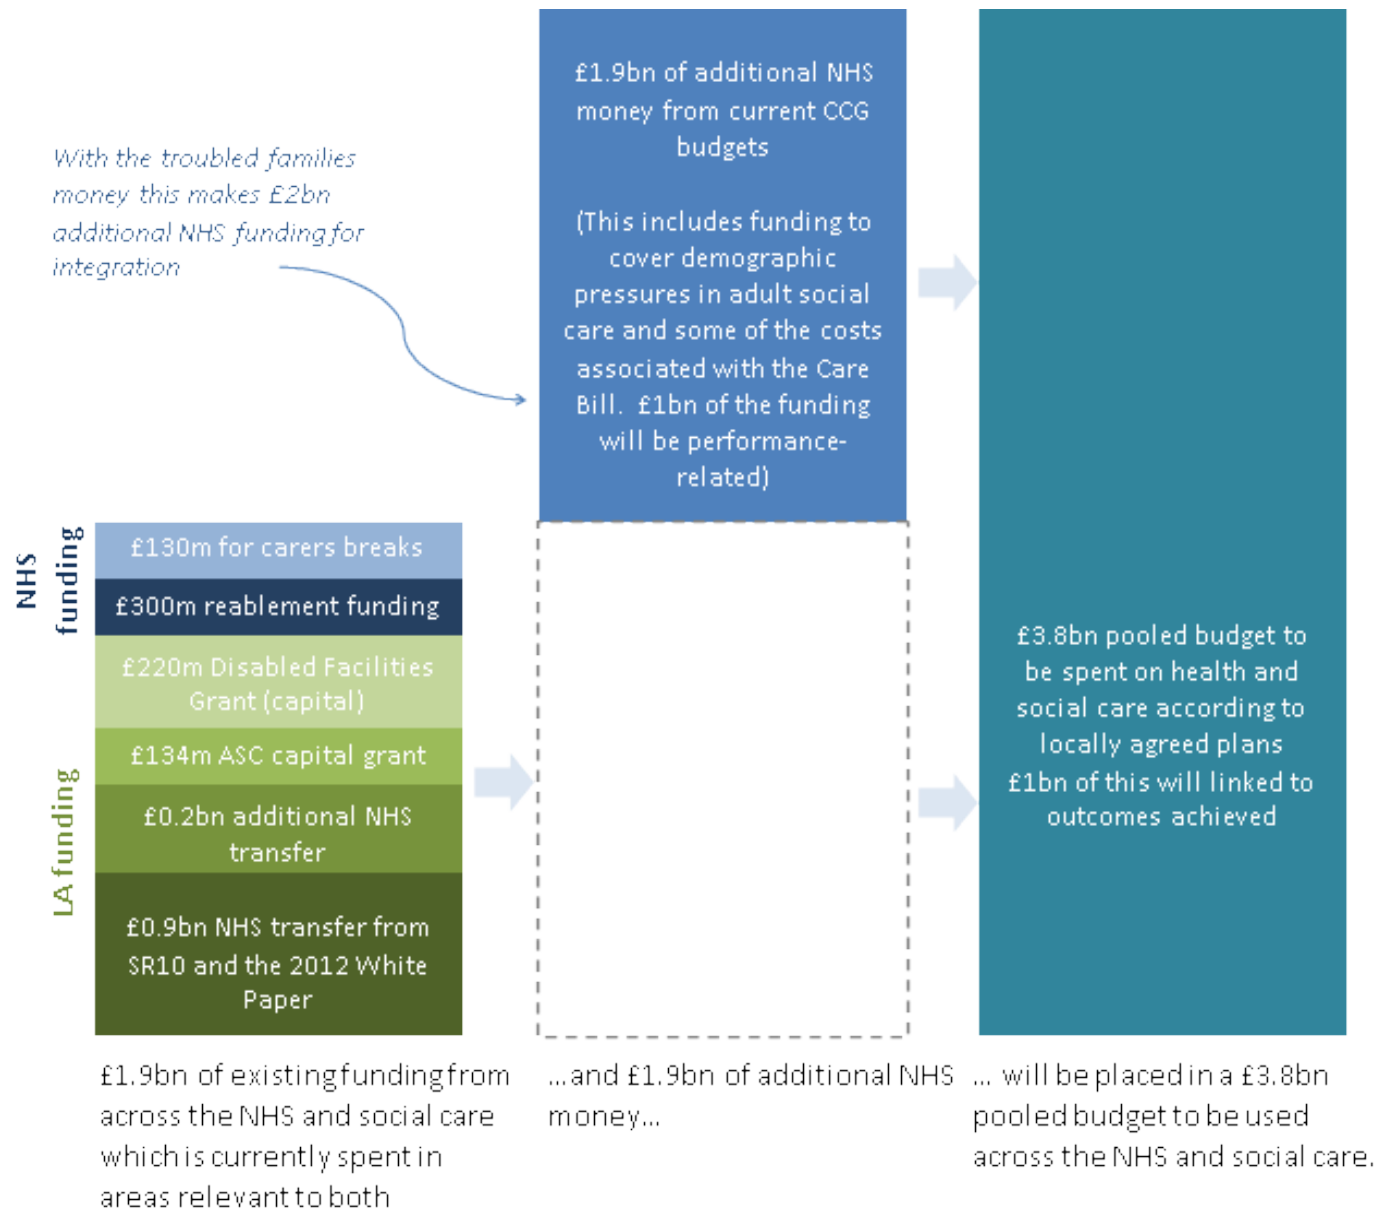 With the troubled families
money this makes £2bn
additional NHS funding for
integration
£1.9bn of additional NHS
money from current CCG
budgets
(This includes funding to
cover demographic
pressures in adult social
care and some of the costs
associated with the Care
Bill. £1bn of the funding
will be performance-
related)
NHS
funding
£130m for carers breaks
£300m reablement funding
LA funding
£220m Disabled Facilities
Grant (capital)
£134m ASC capital grant
£0.2bn additional NHS
transfer
£0.9bn NHS transfer from
SR10 and the 2012 White
Paper
£3.8bn pooled budget to
be spent on health and
social care according to
locally agreed plans
£1bn of this will linked to
outcomes achieved
£1.9bn of existing funding from
across the NHS and social care
which is currently spent in
areas relevant to both
...and £1.9bn of additional NHS
money...
... will be placed in a £3.8bn
pooled budget to be used
across the NHS and social care.